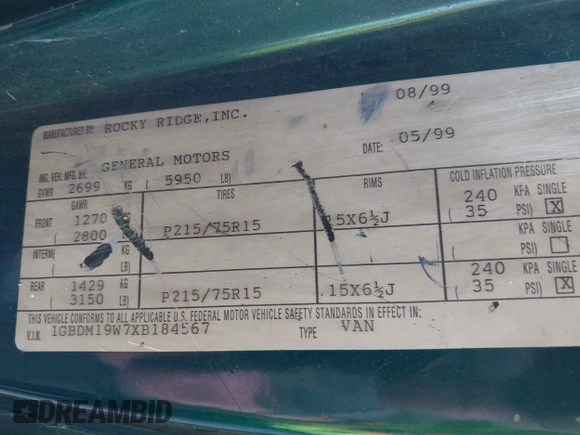 08/99
MANUFACTURED BY: ROCKY RIDGE, INC.
DATE: 05/99
INC. VEH. MFG. BY: GENERAL MOTORS
GVWR 2699 KG ( 5950 LB)
GAWR TIRES RIMS COLD INFLATION PRESSURE
FRONT 1270 KG P215/75R15 15X6½J 240 KPA SINGLE
( 2800 LB) ( 35 PSI) X
INTERM KG KPA SINGLE
( LB) ( PSI)
REAR 1429 KG P215/75R15 .15X6½J 240 KPA SINGLE
( 3150 LB) ( 35 PSI) X
THIS VEHICLE CONFORMS TO ALL APPLICABLE U.S. FEDERAL MOTOR VEHICLE SAFETY STANDARDS IN EFFECT IN:
V.I.N. 1GBDM19W7XB184567 TYPE VAN
DREAMBID